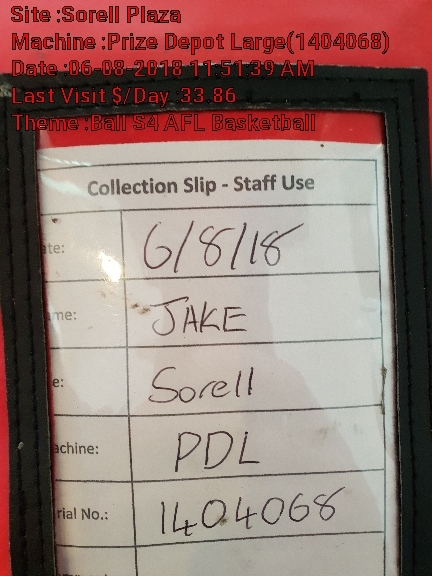 Site :Sorell Plaza
Machine :Prize Depot Large(1404068)
Date :06-08-2018 11:51:39 AM
Last Visit $/Day :33.86
Theme :Ball S4 AFL Basketball
Collection Slip - Staff Use
ate: 6/8/18
me: JAKE
e: Sorell
achine: PDL
rial No.: 1404068